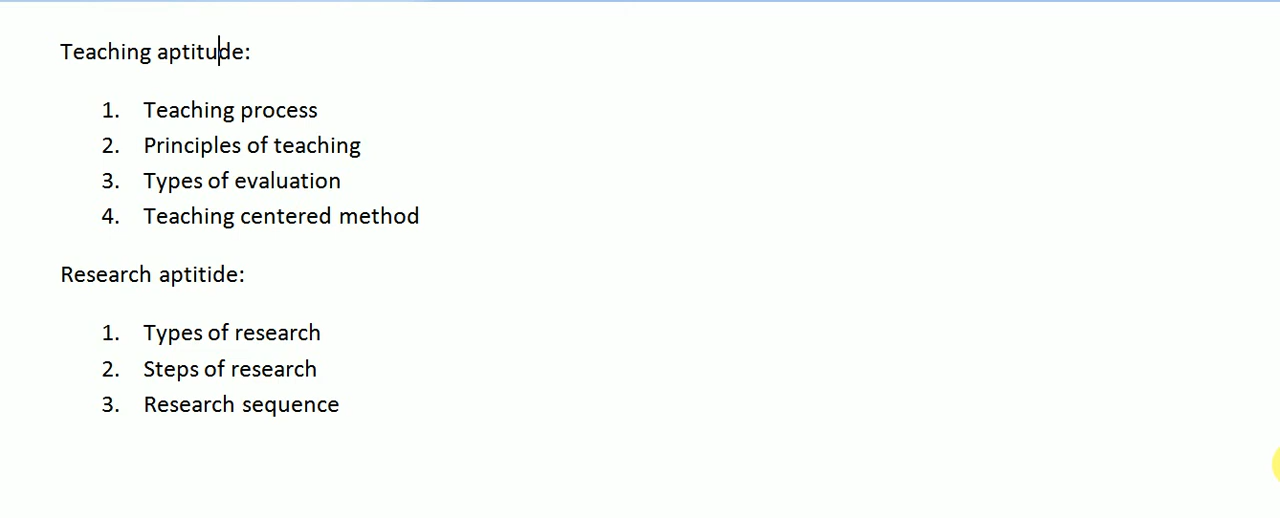 Teaching aptitude:
1. Teaching process
2. Principles of teaching
3. Types of evaluation
4. Teaching centered method
Research aptitide:
1. Types of research
2. Steps of research
3. Research sequence